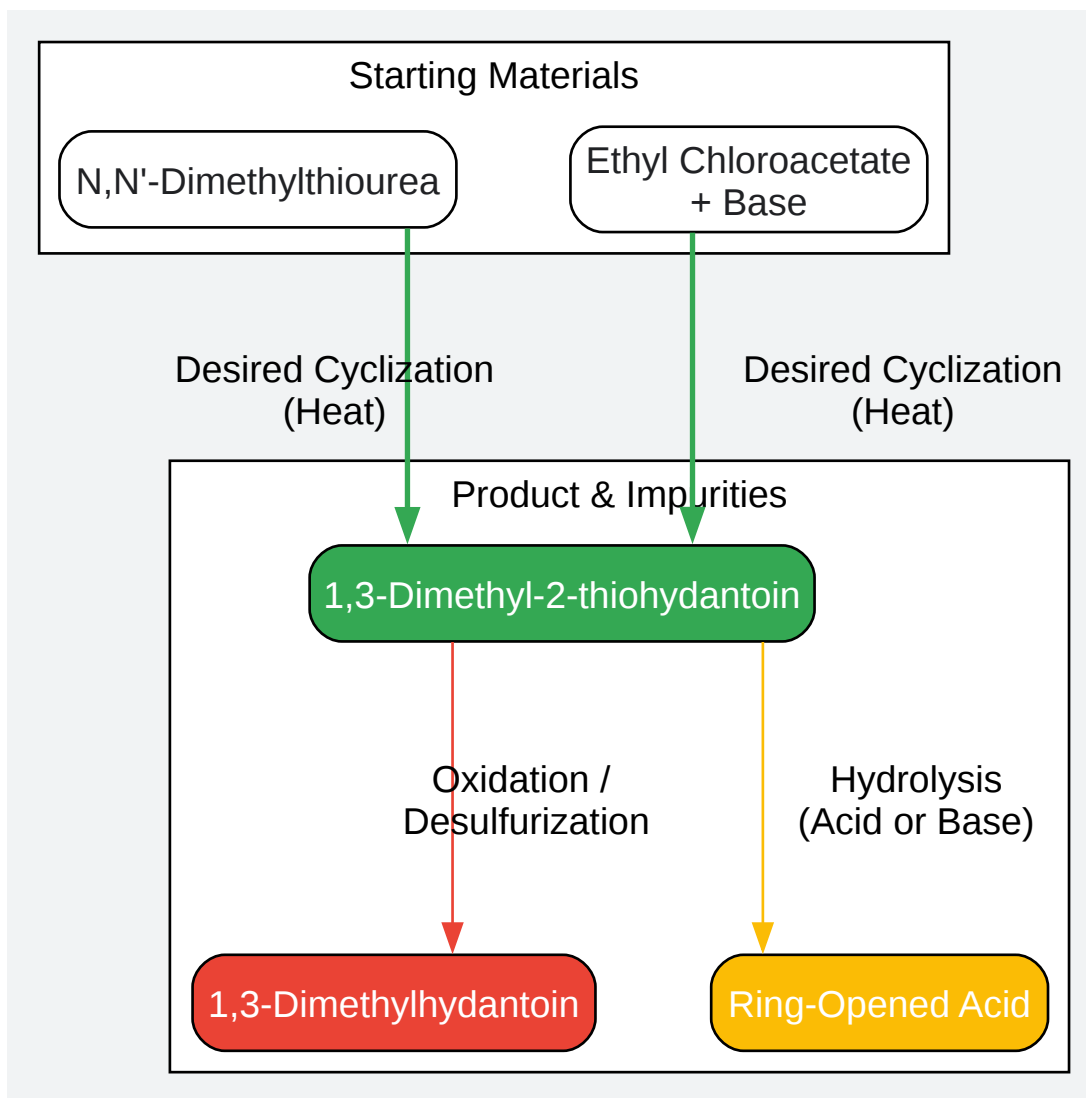 Starting Materials
N,N'-Dimethylthiourea
Ethyl Chloroacetate
+ Base
Desired Cyclization
(Heat)
Desired Cyclization
(Heat)
Product & Impurities
1,3-Dimethyl-2-thiohydantoin
Oxidation /
Desulfurization
Hydrolysis
(Acid or Base)
1,3-Dimethylhydantoin
Ring-Opened Acid